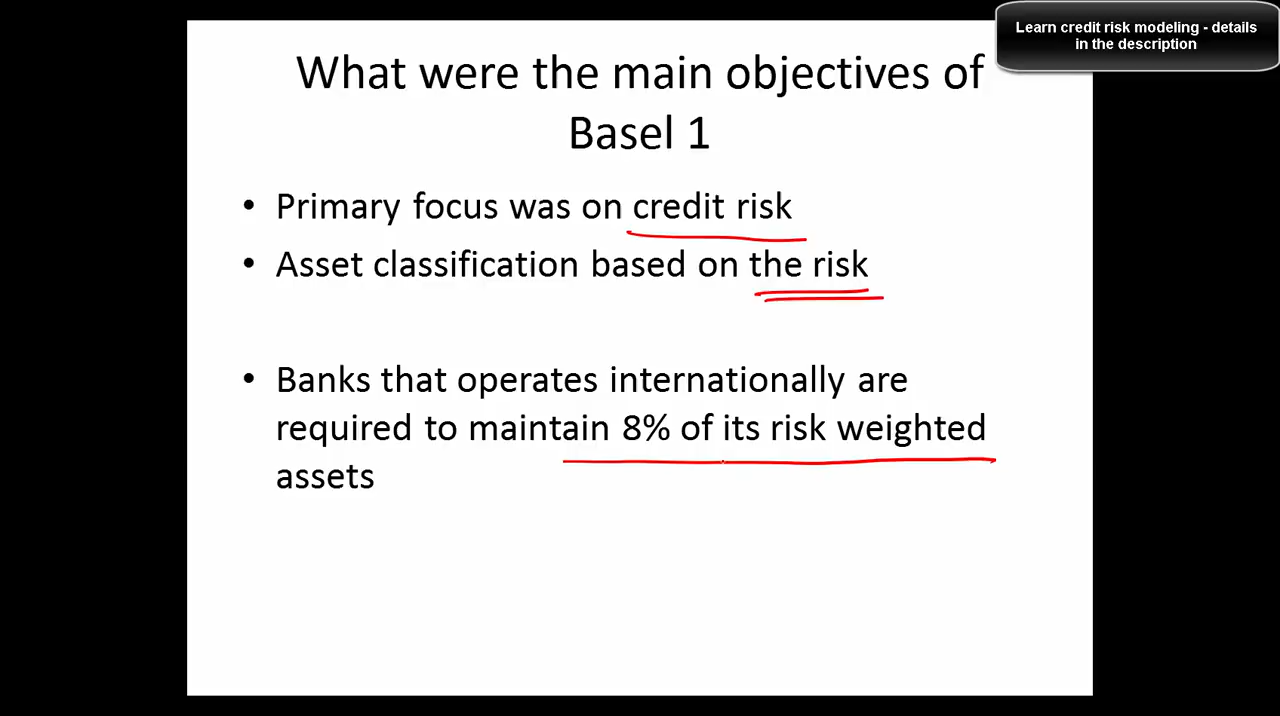 Learn credit risk modeling - details
in the description
What were the main objectives of
Basel 1
• Primary focus was on credit risk
• Asset classification based on the risk
• Banks that operates internationally are
required to maintain 8% of its risk weighted
assets